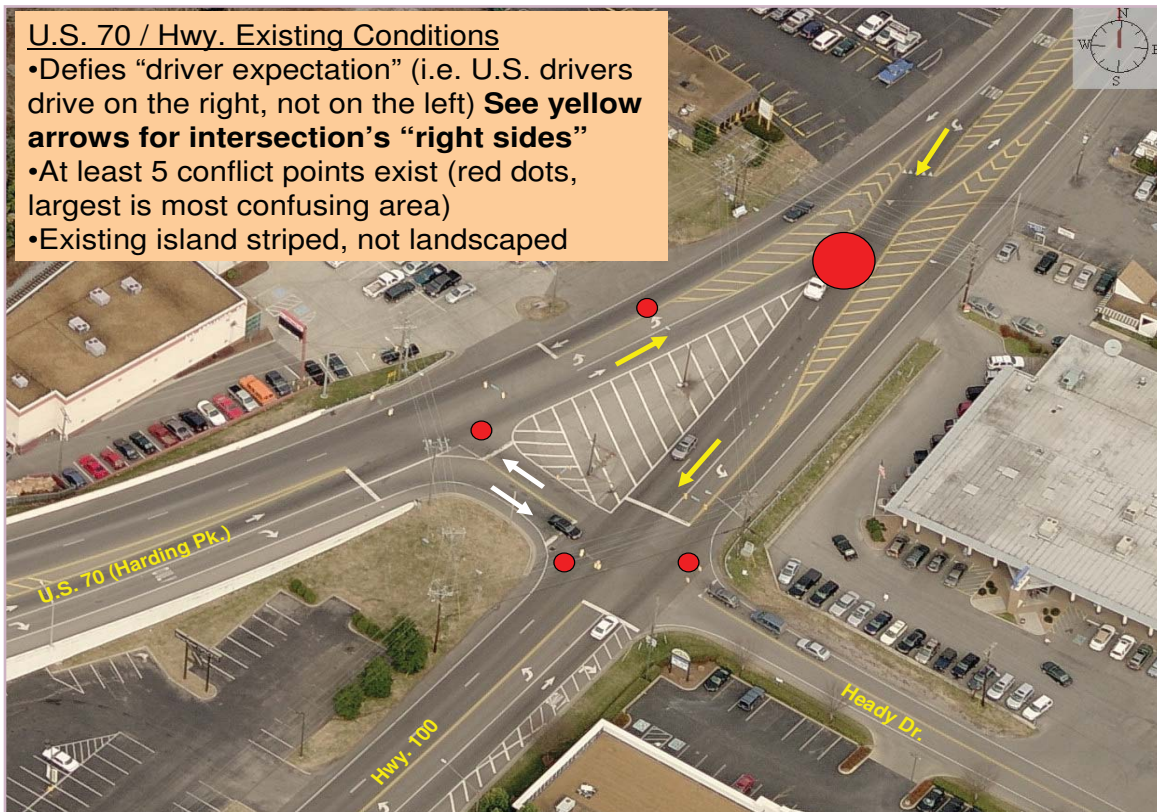 U.S. 70 / Hwy. Existing Conditions
•Defies “driver expectation” (i.e. U.S. drivers
drive on the right, not on the left) See yellow
arrows for intersection’s “right sides”
•At least 5 conflict points exist (red dots,
largest is most confusing area)
•Existing island striped, not landscaped
N
W
E
S
U.S. 70 (Harding Pk.)
Hwy. 100
Heady Dr.